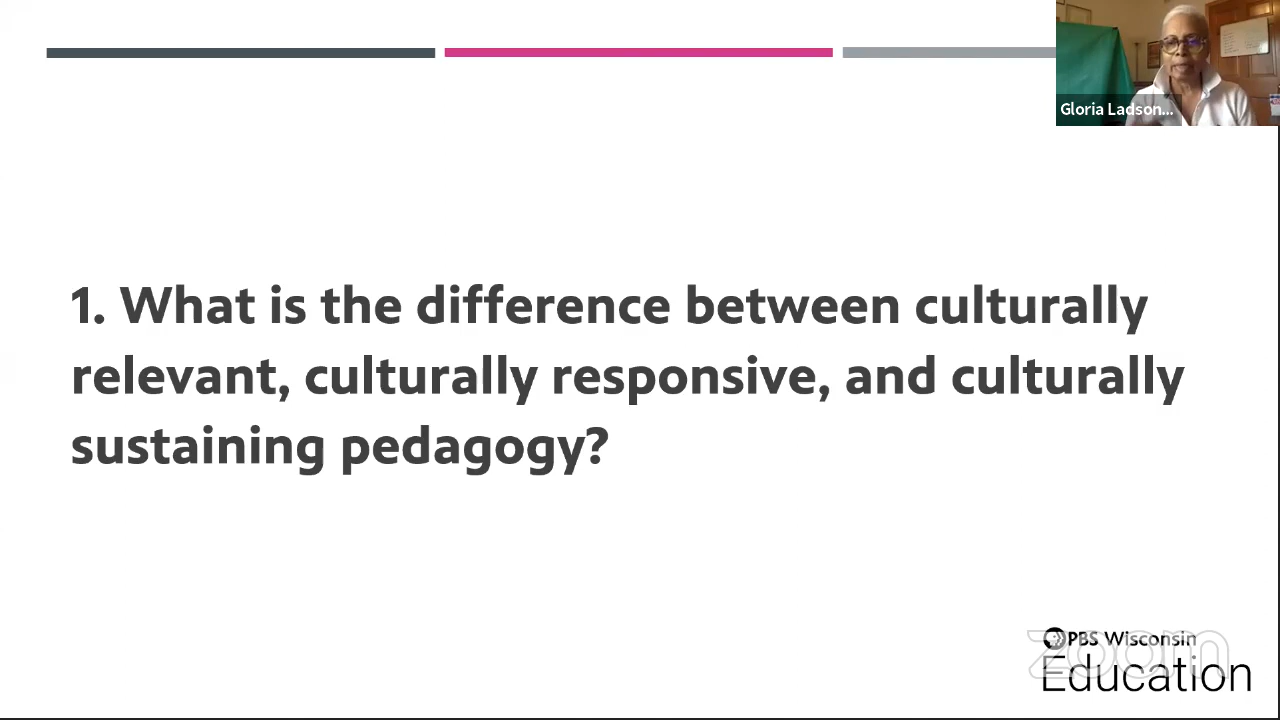 Gloria Ladson...
1. What is the difference between culturally
relevant, culturally responsive, and culturally
sustaining pedagogy?
PBS Wisconsin
zoom
Education